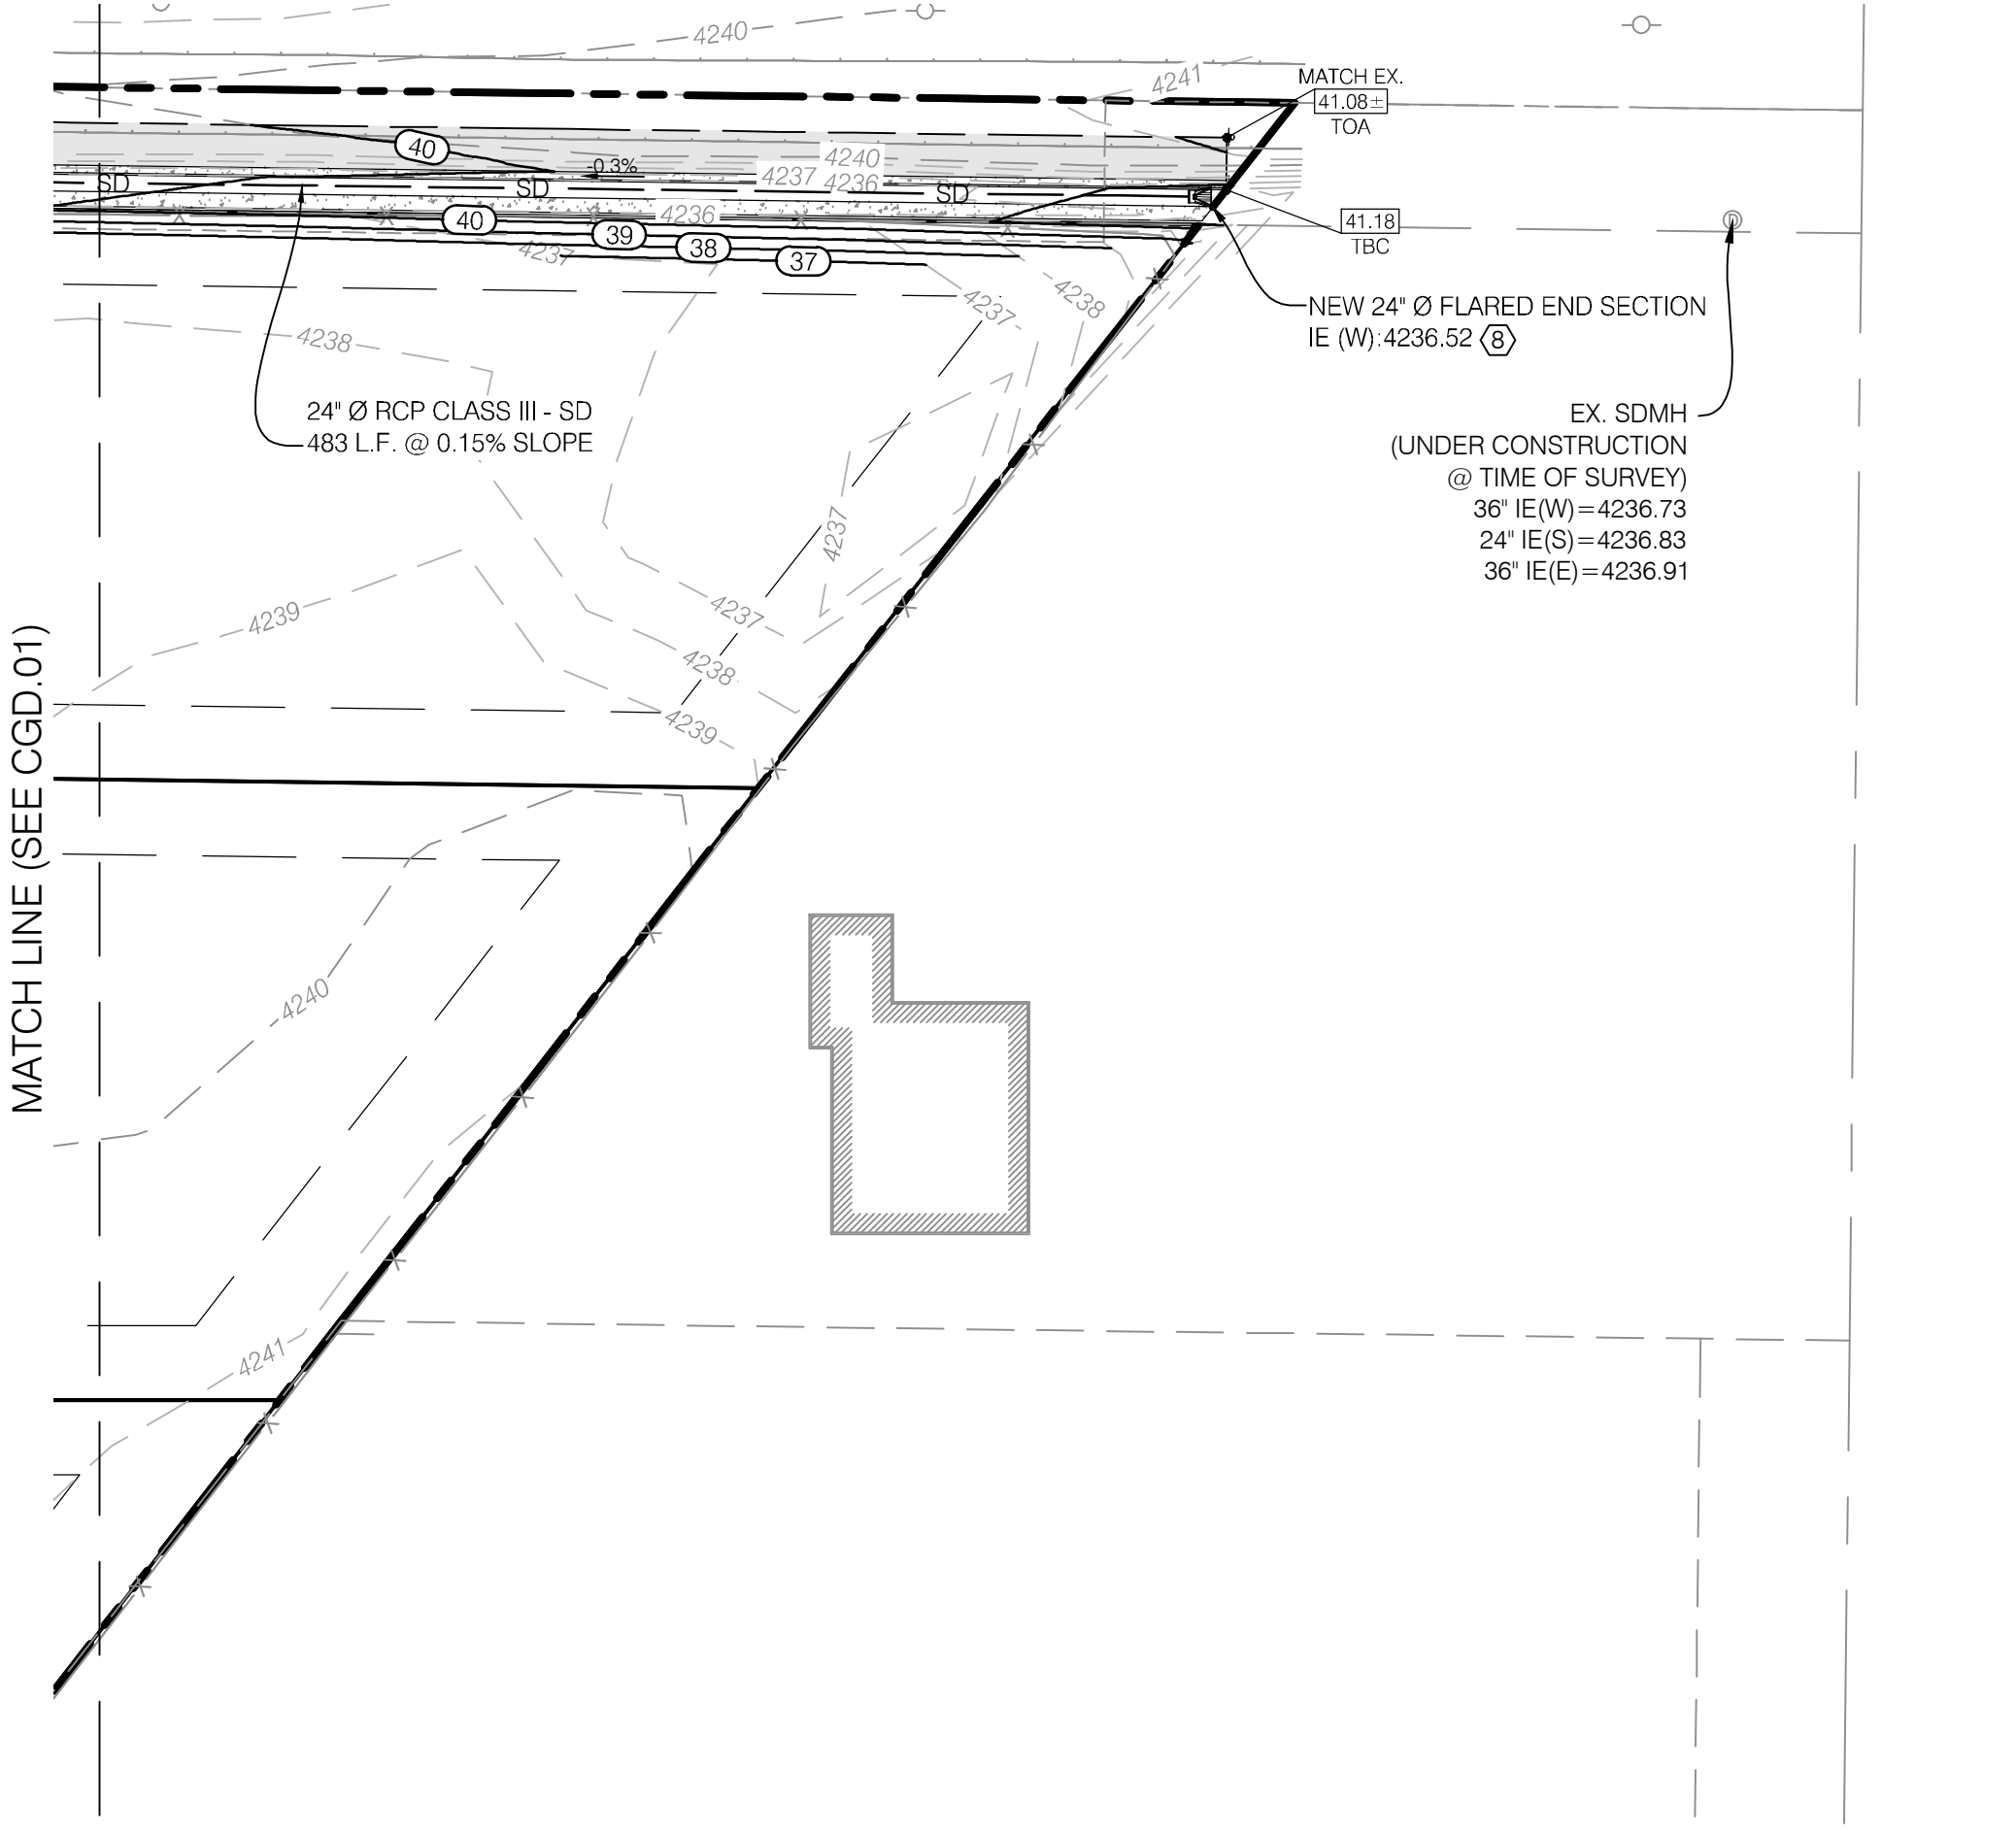 4240
4241
MATCH EX.
41.08±
TOA
40
-0.3%
4240
4237 4236
SD
SD
SD
4236
40
39
38
37
4237
41.18
TBC
4237
4238
NEW 24" Ø FLARED END SECTION
IE (W):4236.52 8
4238
24" Ø RCP CLASS III - SD
483 L.F. @ 0.15% SLOPE
EX. SDMH
(UNDER CONSTRUCTION
@ TIME OF SURVEY)
36" IE(W)=4236.73
24" IE(S)=4236.83
36" IE(E)=4236.91
4237
4239
4237
4238
4239
MATCH LINE (SEE CGD.01)
4240
4241
D